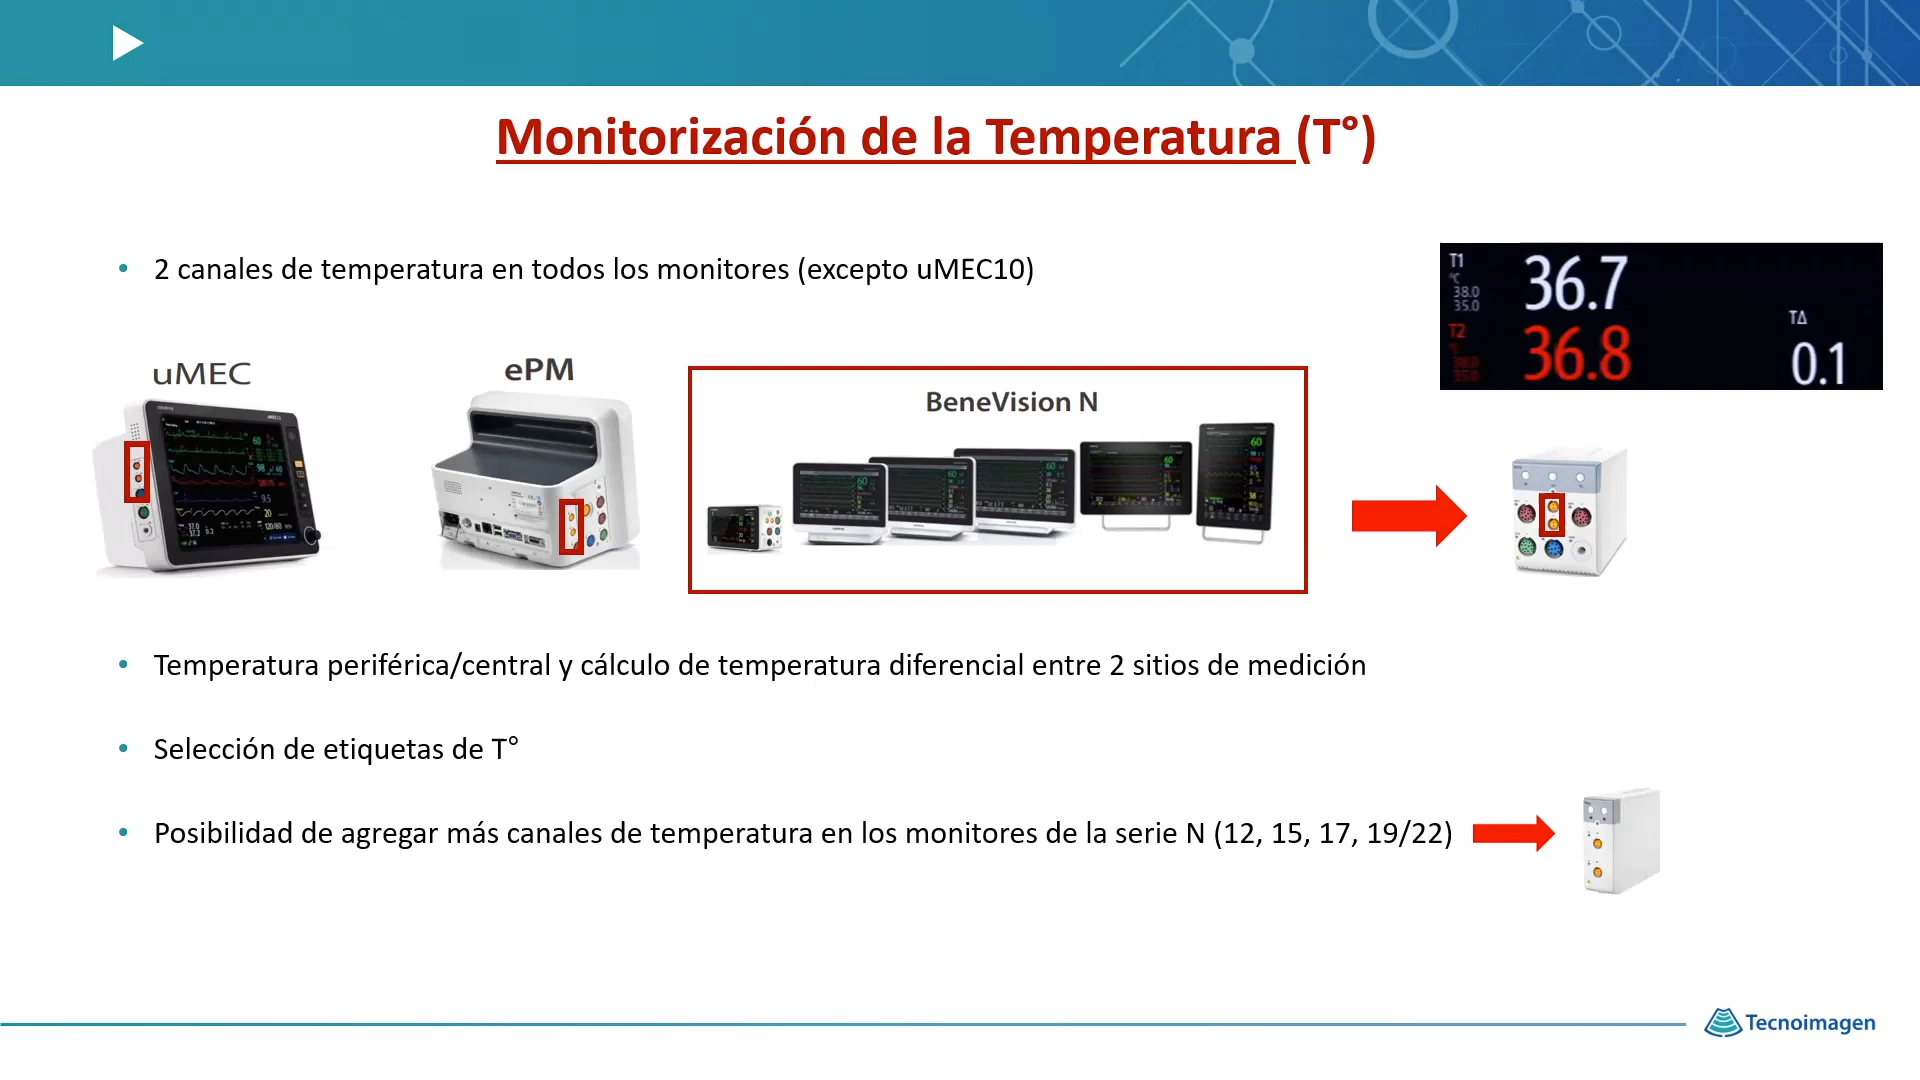 Monitorización de la Temperatura (T°)
• 2 canales de temperatura en todos los monitores (excepto uMEC10)
T1
°C
38.0
35.0
36.7
T2
36.8
TΔ
0.1
uMEC
ePM
BeneVision N
• Temperatura periférica/central y cálculo de temperatura diferencial entre 2 sitios de medición
• Selección de etiquetas de T°
• Posibilidad de agregar más canales de temperatura en los monitores de la serie N (12, 15, 17, 19/22)
Tecnoimagen